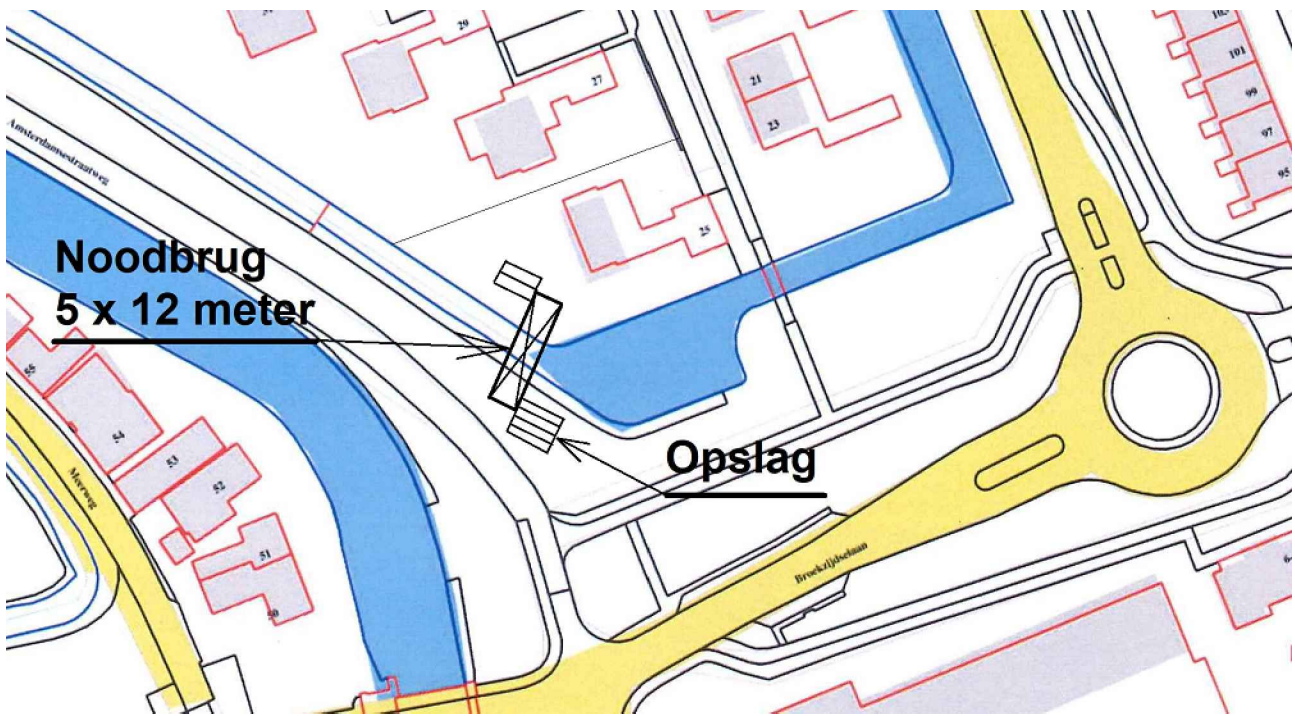 29
27
21
23
101
99
97
95
25
Amsterdamsestraatweg
Noodbrug
5 x 12 meter
55
54
53
52
51
50
Meerweg
Opslag
Broekzijdselaan